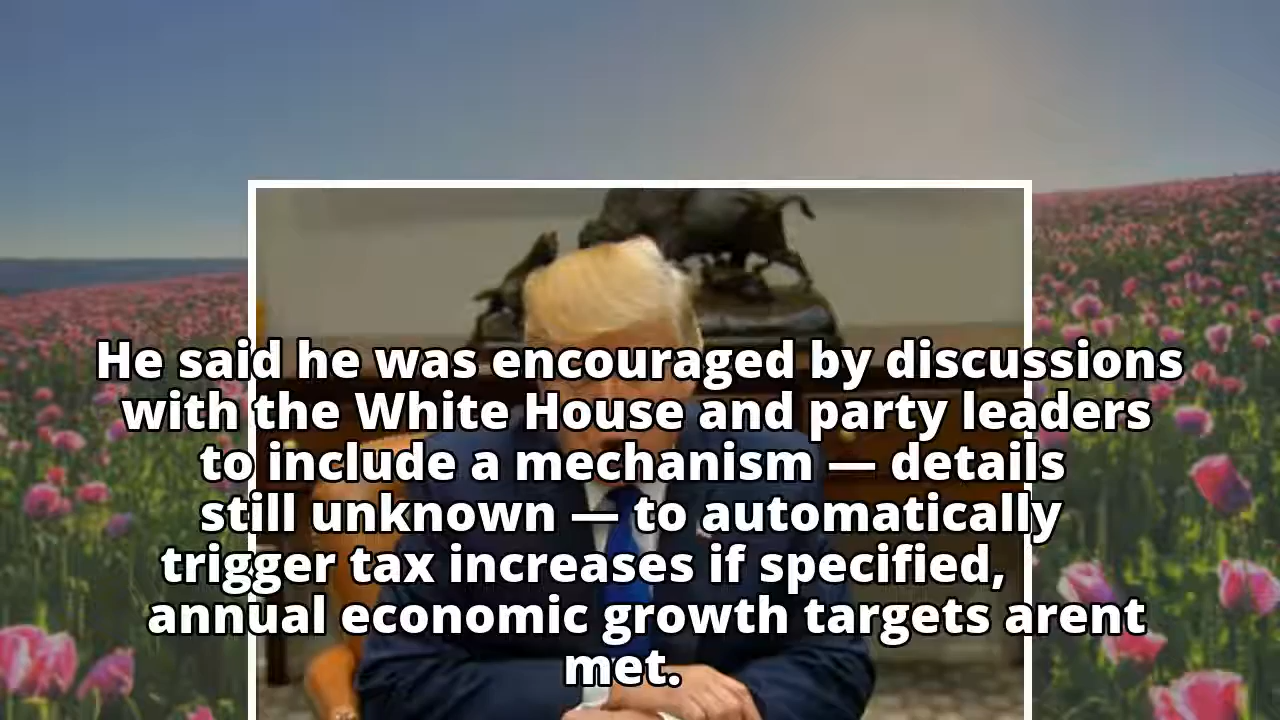 He said he was encouraged by discussions
with the White House and party leaders
to include a mechanism — details
still unknown — to automatically
trigger tax increases if specified,
annual economic growth targets arent
met.